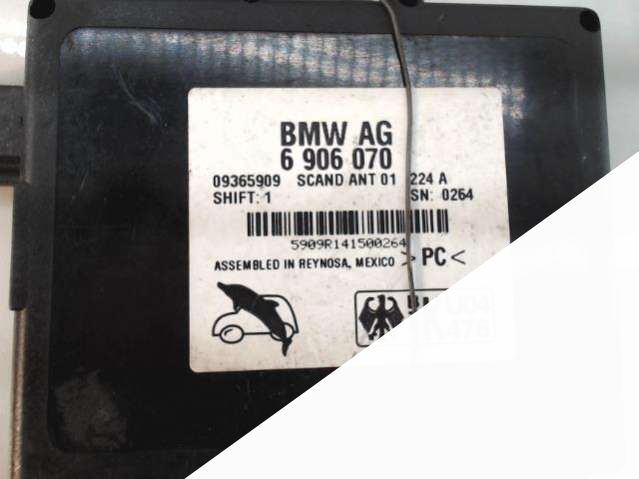 BMW AG
6 906 070
09365909 SCAND ANT 01 224 A
SHIFT: 1 SN: 0264
5909R141500264
ASSEMBLED IN REYNOSA, MEXICO >PC<